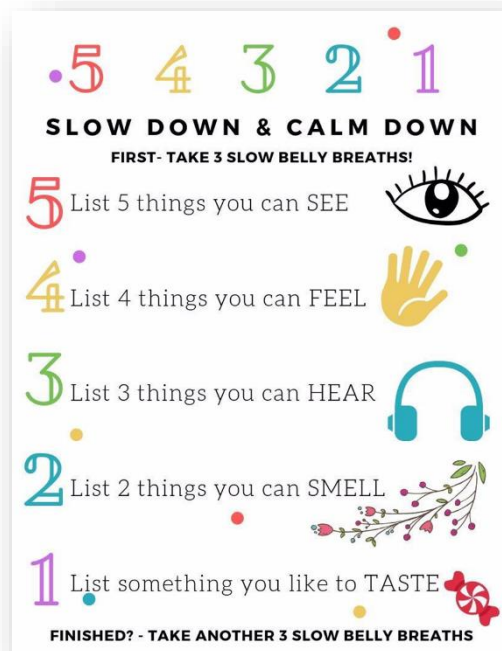 5 4 3 2 1
SLOW DOWN & CALM DOWN
FIRST- TAKE 3 SLOW BELLY BREATHS!
5 List 5 things you can SEE
4 List 4 things you can FEEL
3 List 3 things you can HEAR
2 List 2 things you can SMELL
1 List something you like to TASTE
FINISHED? - TAKE ANOTHER 3 SLOW BELLY BREATHS